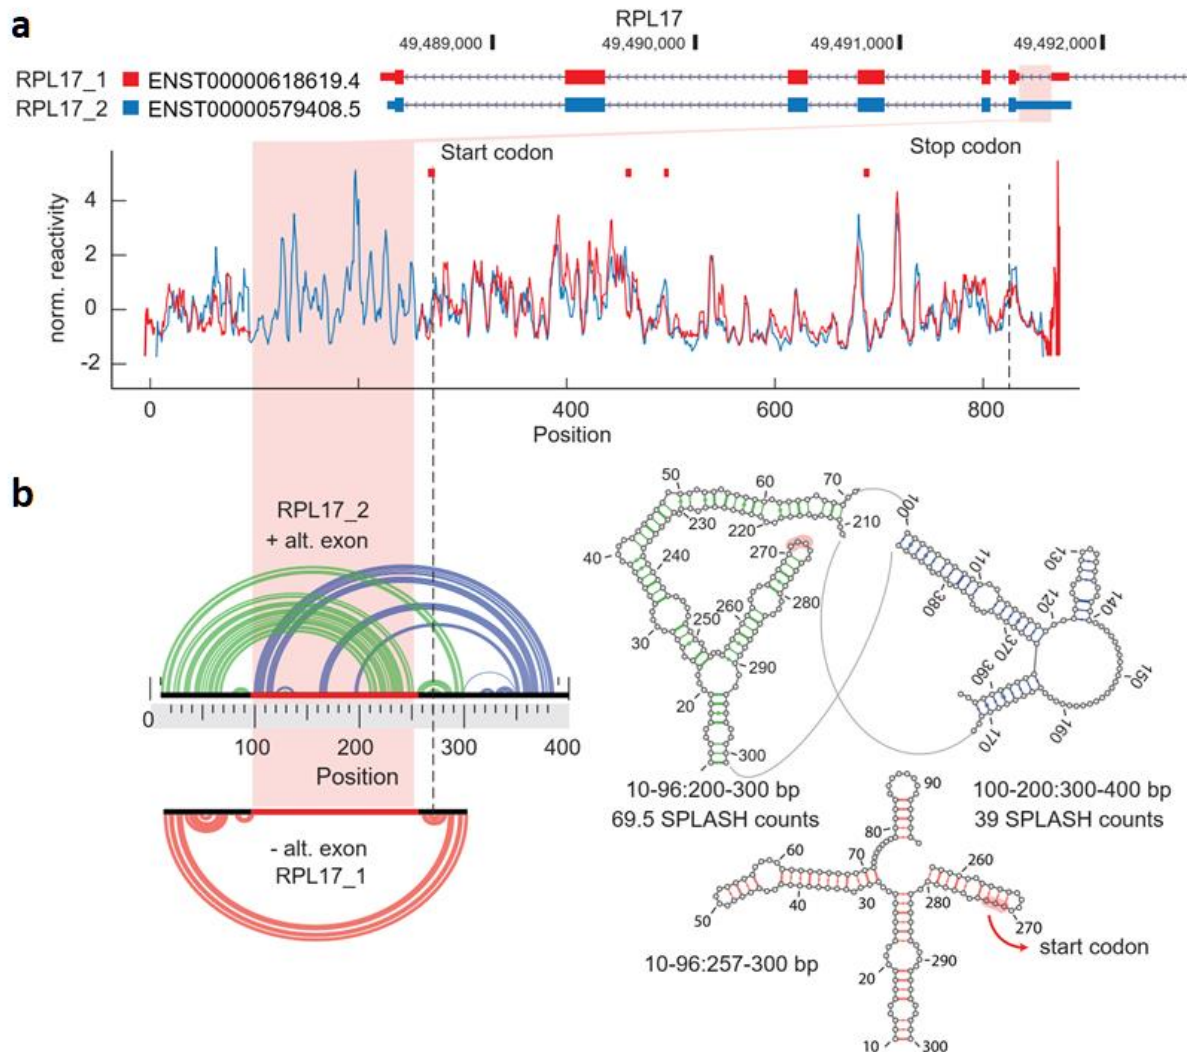 a
RPL17
49,489,000 49,490,000 49,491,000 49,492,000
RPL17_1 ENST00000618619.4
RPL17_2 ENST00000579408.5
Start codon
Stop codon
norm. reactivity
4
2
0
-2
0 400 600 800
Position
b
RPL17_2
+ alt. exon
0 100 200 300 400
Position
- alt. exon
RPL17_1
50 60 70
230 220 210
40 240 270
280
30 250 260
290
20
300
10-96:200-300 bp
69.5 SPLASH counts
100 110 130
380 120 140
370
360 150
170 160
100-200:300-400 bp
39 SPLASH counts
90
80
60 70 260
50 40 30 280 270
start codon
10-96:257-300 bp
20 290
10 300